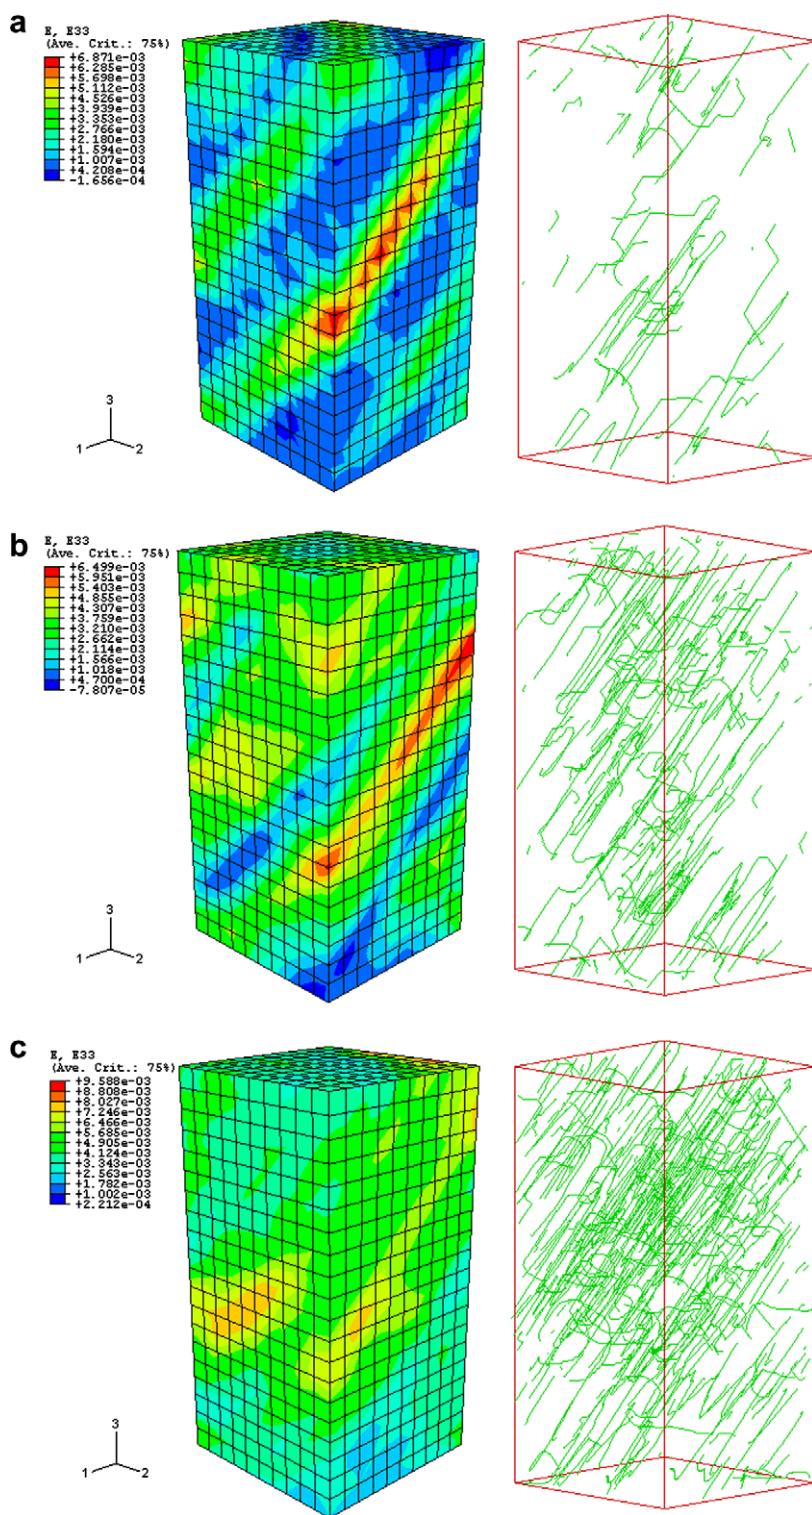 a
E, E33
(Ave. Crit.: 75%)
+6.871e-03
+6.285e-03
+5.698e-03
+5.112e-03
+4.526e-03
+3.939e-03
+3.353e-03
+2.766e-03
+2.180e-03
+1.594e-03
+1.007e-03
+4.208e-04
-1.656e-04
3
1 2
b
E, E33
(Ave. Crit.: 75%)
+6.499e-03
+5.951e-03
+5.403e-03
+4.855e-03
+4.307e-03
+3.759e-03
+3.210e-03
+2.662e-03
+2.114e-03
+1.566e-03
+1.018e-03
+4.700e-04
-7.807e-05
3
1 2
c
E, E33
(Ave. Crit.: 75%)
+9.588e-03
+8.808e-03
+8.027e-03
+7.246e-03
+6.466e-03
+5.685e-03
+4.905e-03
+4.124e-03
+3.343e-03
+2.563e-03
+1.782e-03
+1.002e-03
+2.212e-04
3
1 2